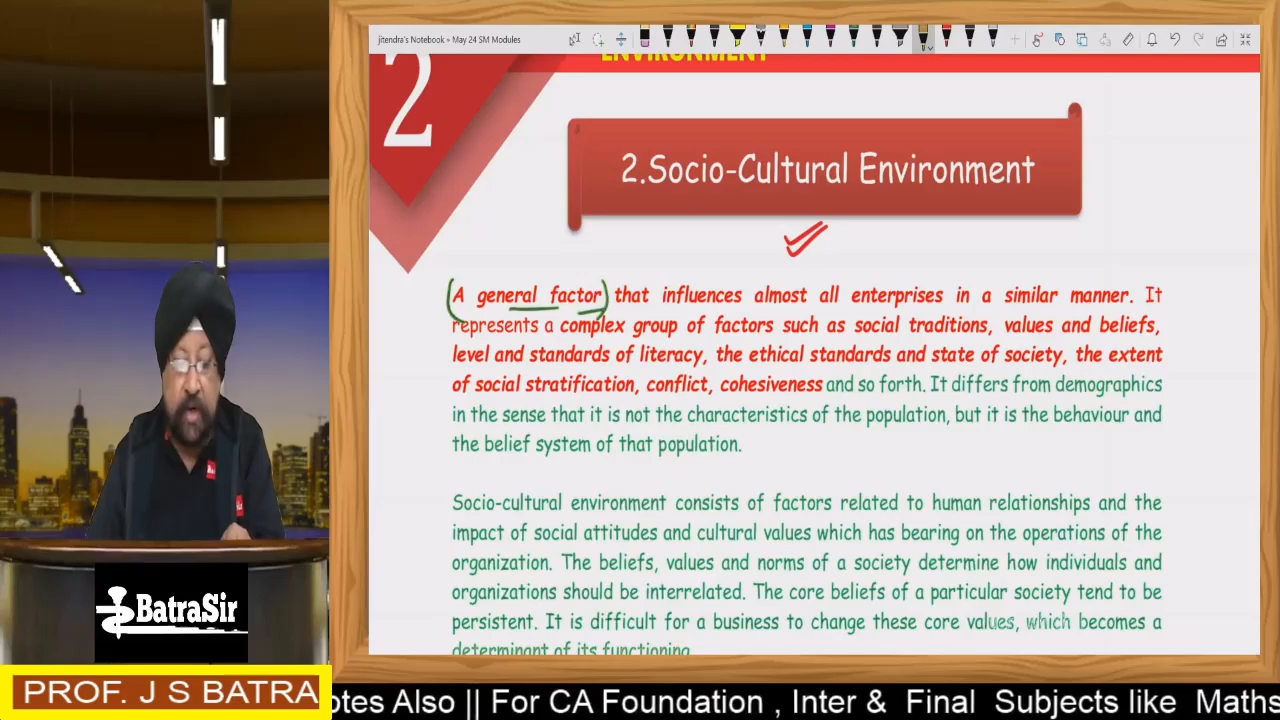 jitendra's Notebook » May 24 SM Modules
ENVIRONMENT
2
2.Socio-Cultural Environment
A general factor that influences almost all enterprises in a similar manner. It
represents a complex group of factors such as social traditions, values and beliefs,
level and standards of literacy, the ethical standards and state of society, the extent
of social stratification, conflict, cohesiveness and so forth. It differs from demographics
in the sense that it is not the characteristics of the population, but it is the behaviour and
the belief system of that population.
Socio-cultural environment consists of factors related to human relationships and the
impact of social attitudes and cultural values which has bearing on the operations of the
organization. The beliefs, values and norms of a society determine how individuals and
organizations should be interrelated. The core beliefs of a particular society tend to be
persistent. It is difficult for a business to change these core values, which becomes a
determinant of its functioning.
BatraSir
PROF. J S BATRA
otes Also || For CA Foundation , Inter & Final Subjects like Maths